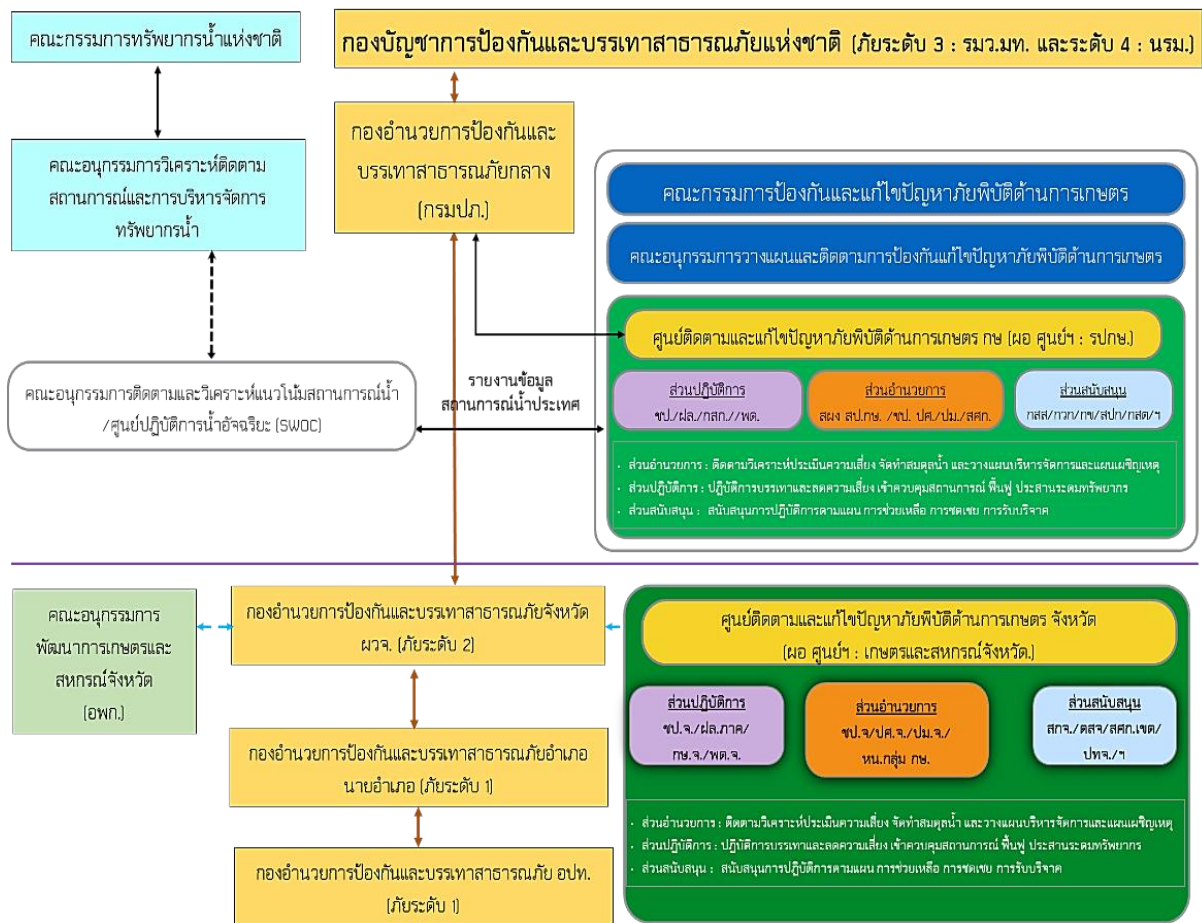 คณะกรรมการทรัพยากรน้ำแห่งชาติ
กองบัญชาการป้องกันและบรรเทาสาธารณภัยแห่งชาติ (ภัยระดับ 3 : รมว.มท. และระดับ 4 : นรม.)
กองอำนวยการป้องกันและ
บรรเทาสาธารณภัยกลาง
(กรมปภ.)
คณะอนุกรรมการวิเคราะห์ติดตาม
สถานการณ์และการบริหารจัดการ
ทรัพยากรน้ำ
คณะกรรมการป้องกันและแก้ไขปัญหาภัยพิบัติด้านการเกษตร
คณะอนุกรรมการวางแผนและติดตามการป้องกันแก้ไขปัญหาภัยพิบัติด้านการเกษตร
ศูนย์ติดตามและแก้ไขปัญหาภัยพิบัติด้านการเกษตร กษ (ผอ ศูนย์ฯ : รปกษ.)
คณะอนุกรรมการติดตามและวิเคราะห์แนวโน้มสถานการณ์น้ำ
/ศูนย์ปฏิบัติการน้ำอัจฉริยะ (SWOC)
รายงานข้อมูล
สถานการณ์น้ำประเทศ
ส่วนปฏิบัติการ
ชป./ฝล./กสก.//พด.
ส่วนอำนวยการ
สผง สป.กษ. /ชป. ปศ./ปม./สศก.
ส่วนสนับสนุน
กสส/กวก/กข/สปก/กสต/ฯ
• ส่วนอำนวยการ : ติดตามวิเคราะห์ประเมินความเสี่ยง จัดทำสมดุลน้ำ และวางแผนบริหารจัดการและแผนเผชิญเหตุ
• ส่วนปฏิบัติการ : ปฏิบัติการบรรเทาและลดความเสี่ยง เข้าควบคุมสถานการณ์ ฟื้นฟู ประสานระดมทรัพยากร
• ส่วนสนับสนุน : สนับสนุนการปฏิบัติการตามแผน การช่วยเหลือ การชดเชย การรับบริจาค
คณะอนุกรรมการ
พัฒนาการเกษตรและ
สหกรณ์จังหวัด
(อพก.)
กองอำนวยการป้องกันและบรรเทาสาธารณภัยจังหวัด
ผวจ. (ภัยระดับ 2)
กองอำนวยการป้องกันและบรรเทาสาธารณภัยอำเภอ
นายอำเภอ (ภัยระดับ 1)
กองอำนวยการป้องกันและบรรเทาสาธารณภัย อปท.
(ภัยระดับ 1)
ศูนย์ติดตามและแก้ไขปัญหาภัยพิบัติด้านการเกษตร จังหวัด
(ผอ ศูนย์ฯ : เกษตรและสหกรณ์จังหวัด.)
ส่วนปฏิบัติการ
ชป.จ./ฝล.ภาค/
กษ.จ./พด.จ.
ส่วนอำนวยการ
ชป.จ/ปศ.จ./ปม.จ./
หน.กลุ่ม กษ.
ส่วนสนับสนุน
สกจ./ตสจ/สศก.เขต/
ปทจ./ฯ
• ส่วนอำนวยการ : ติดตามวิเคราะห์ประเมินความเสี่ยง จัดทำสมดุลน้ำ และวางแผนบริหารจัดการและแผนเผชิญเหตุ
• ส่วนปฏิบัติการ : ปฏิบัติการบรรเทาและลดความเสี่ยง เข้าควบคุมสถานการณ์ ฟื้นฟู ประสานระดมทรัพยากร
• ส่วนสนับสนุน : สนับสนุนการปฏิบัติการตามแผน การช่วยเหลือ การชดเชย การรับบริจาค